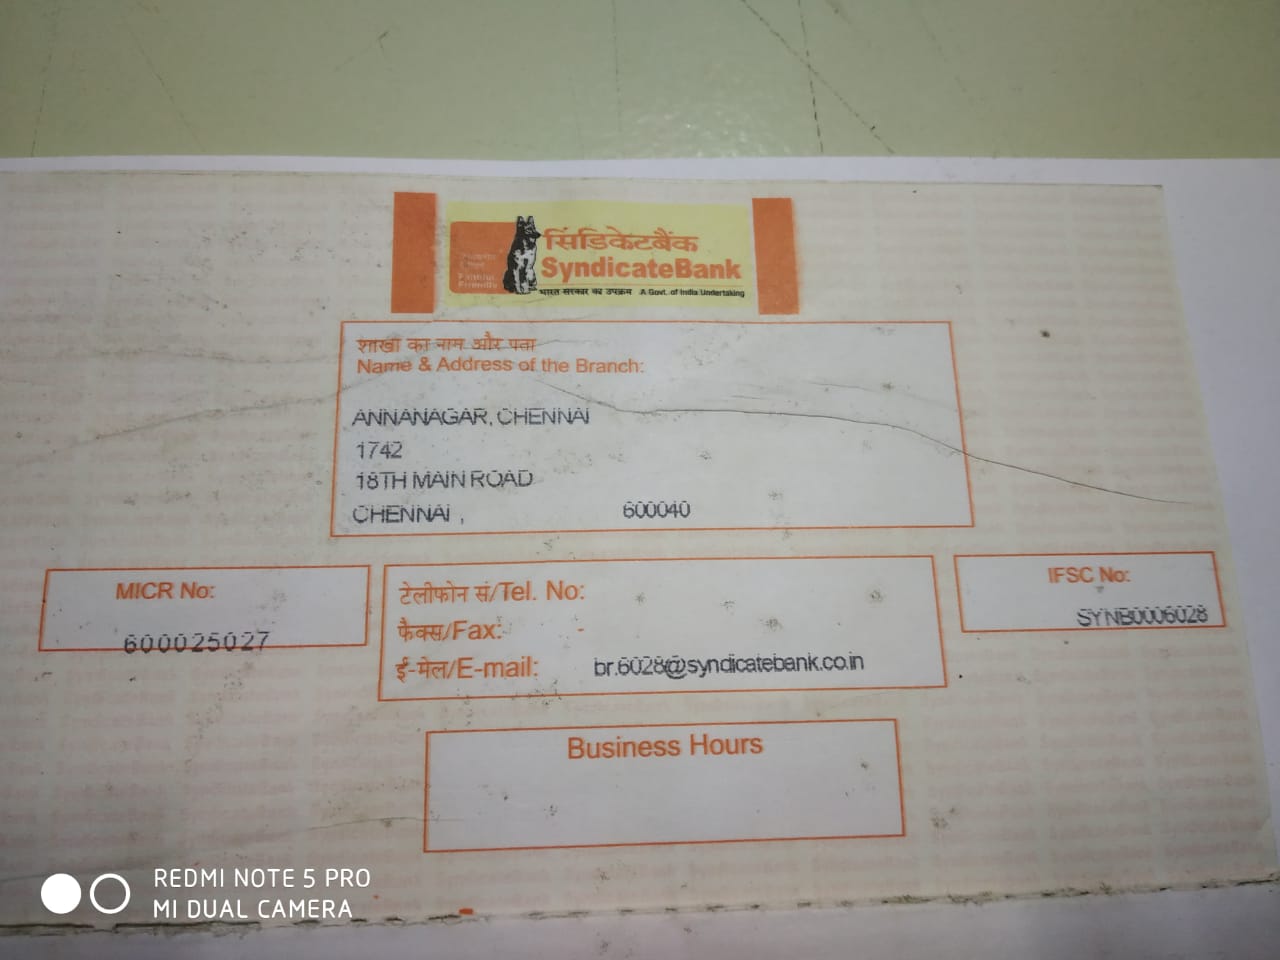 Faithful
Friendly
सिंडिकेटबैंक
SyndicateBank
भारत सरकार का उपक्रम A Govt. of India Undertaking
शाखा का नाम और पता
Name & Address of the Branch:
ANNANAGAR, CHENNAI
1742
18TH MAIN ROAD
CHENNAI , 600040
MICR No:
600025027
टेलीफोन सं/Tel. No:
फैक्स/Fax: -
ई-मेल/E-mail: br.6028@syndicatebank.co.in
IFSC No:
SYNB0006028
Business Hours
REDMI NOTE 5 PRO
MI DUAL CAMERA